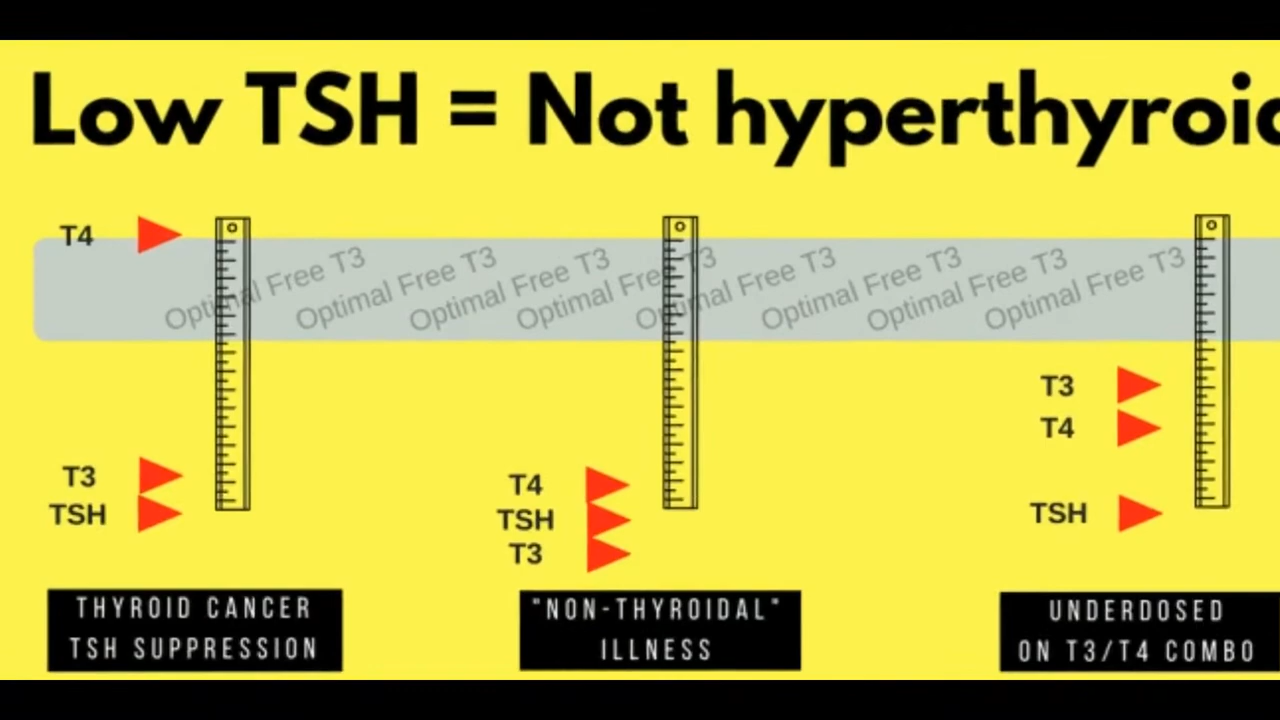 Low TSH = Not hyperthyroid
T4
Optimal Free T3 Optimal Free T3 Optimal Free T3 Optimal Free T3 Optimal Free T3 Optimal Free T3 Optimal Free T3 Optimal Free T3
T3
TSH
T4
TSH
T3
T3
T4
TSH
THYROID CANCER
TSH SUPPRESSION
"NON-THYROIDAL"
ILLNESS
UNDERDOSED
ON T3/T4 COMBO